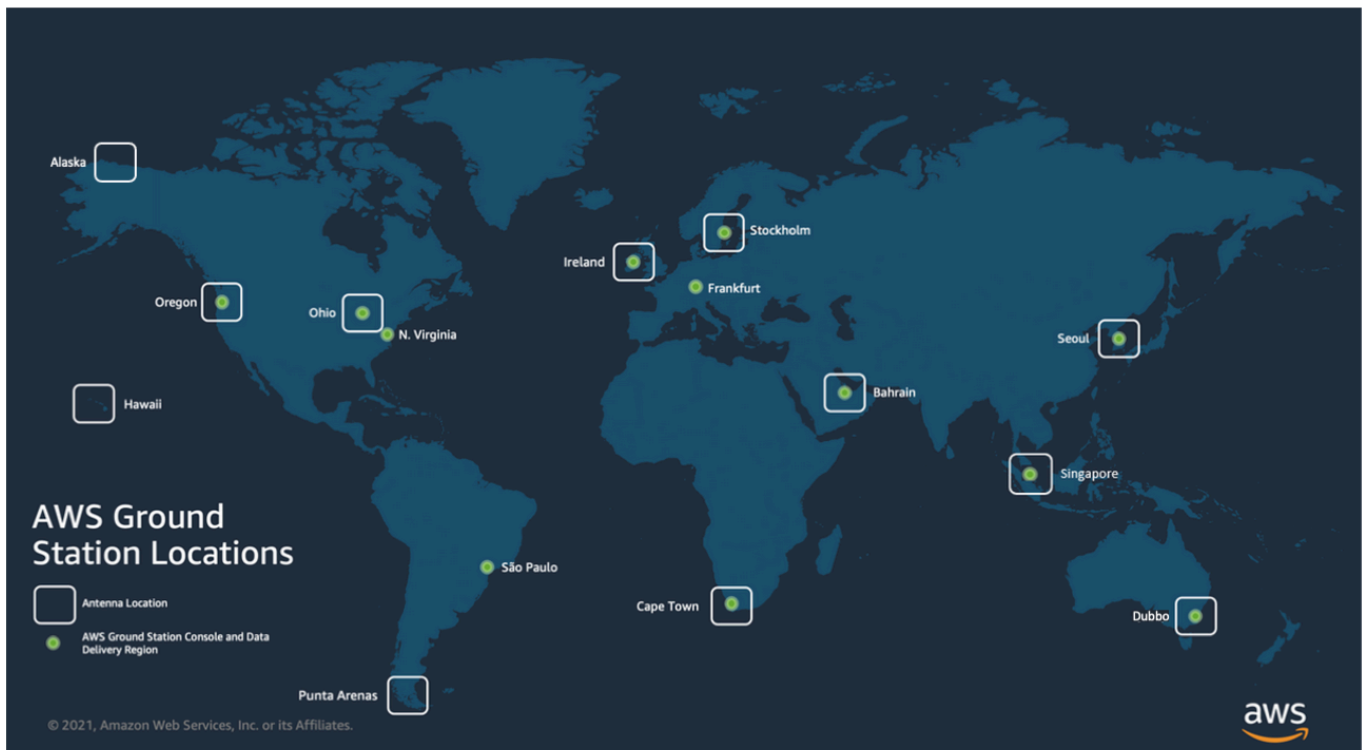 Alaska
Stockholm
Ireland
Frankfurt
Oregon
Ohio
N. Virginia
Seoul
Bahrain
Hawaii
Singapore
AWS Ground
Station Locations
São Paulo
Antenna Location
Cape Town
Dubbo
AWS Ground Station Console and Data
Delivery Region
Punta Arenas
© 2021, Amazon Web Services, Inc. or its Affiliates.
aws